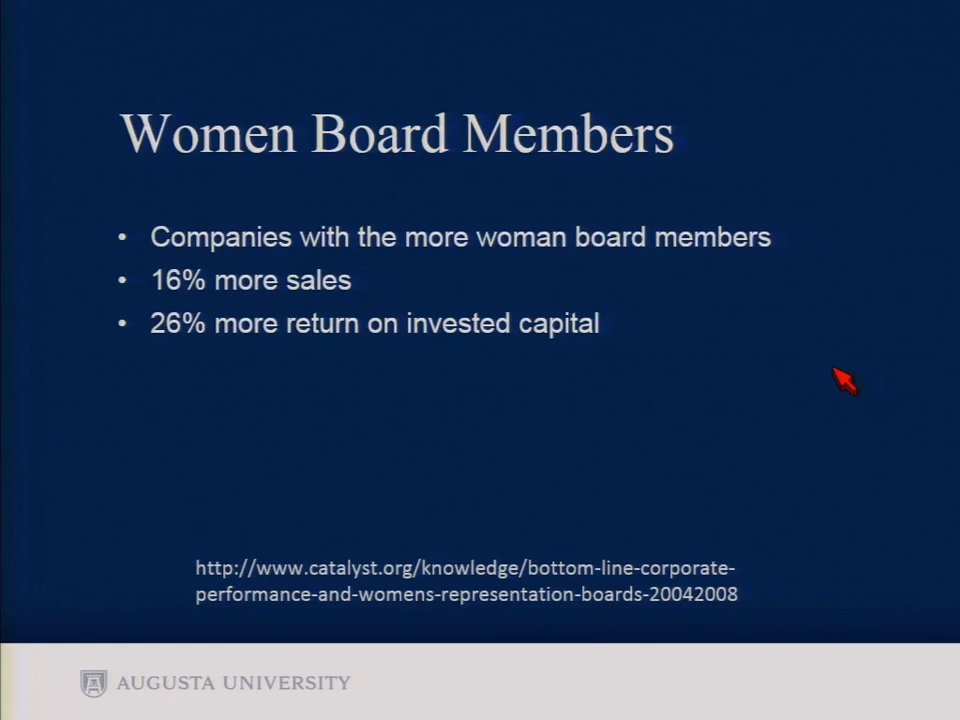 Women Board Members
• Companies with the more woman board members
• 16% more sales
• 26% more return on invested capital
http://www.catalyst.org/knowledge/bottom-line-corporate-
performance-and-womens-representation-boards-20042008
AUGUSTA UNIVERSITY